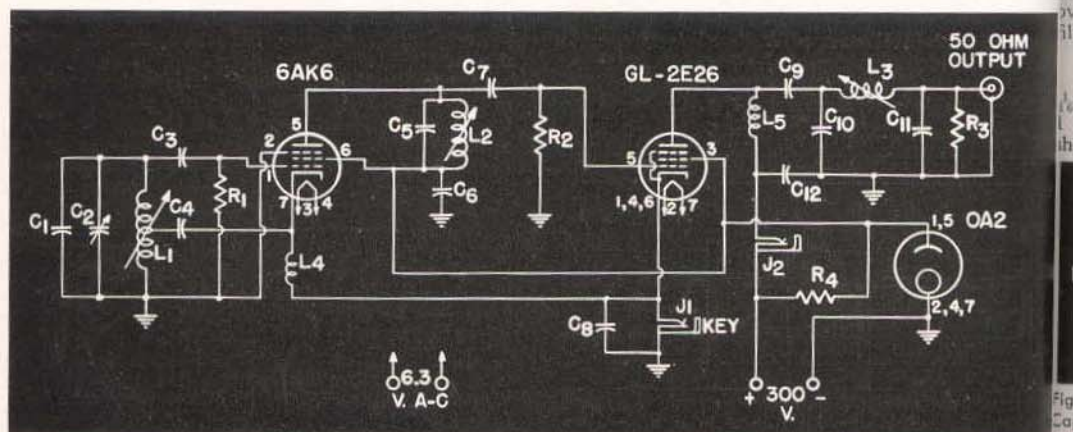 50 OHM
OUTPUT
6AK6
C7
GL-2E26
C9
L3
C3
5
2
1
6
C5
L2
R2
5
3
L5
C10
C11
R3
C1
C2
C4
L1
R1
7 3 4
C6
1,4,6 2 7
C12
1,5 OA2
L4
J2
R4
2,4,7
C8
J1
KEY
6.3
V. A-C
+ 300 -
V.
Fig